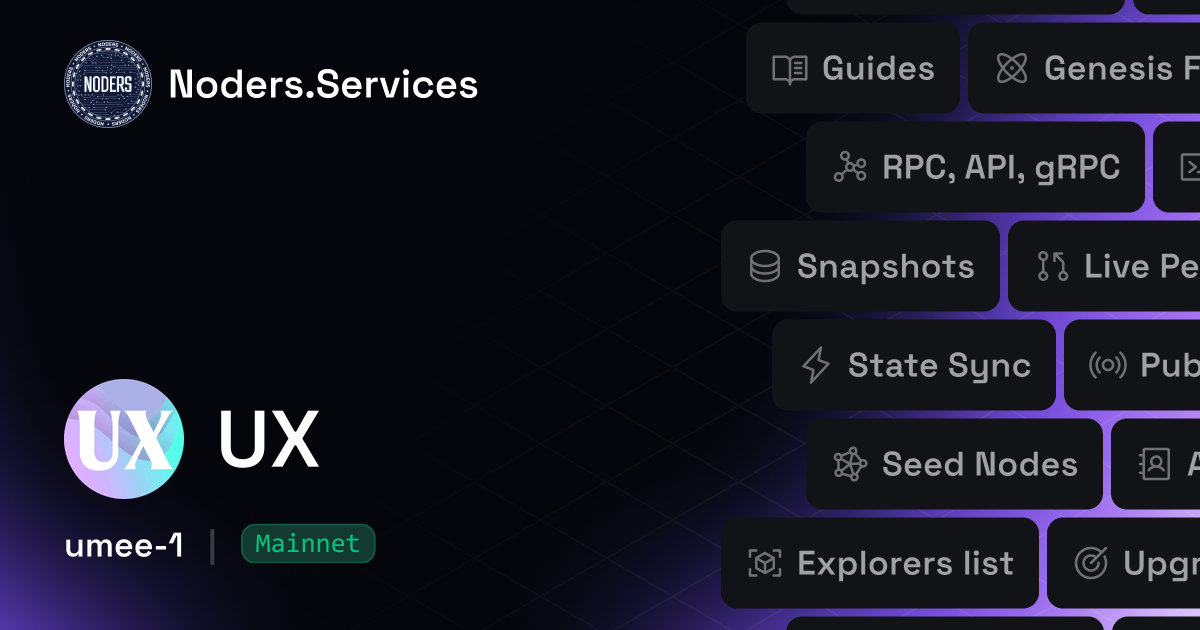 NODERS
Noders.Services
Guides
Genesis F
RPC, API, gRPC
Snapshots
Live Pe
State Sync
Pub
Seed Nodes
A
Explorers list
Upgr
UX
UX
umee-1
Mainnet